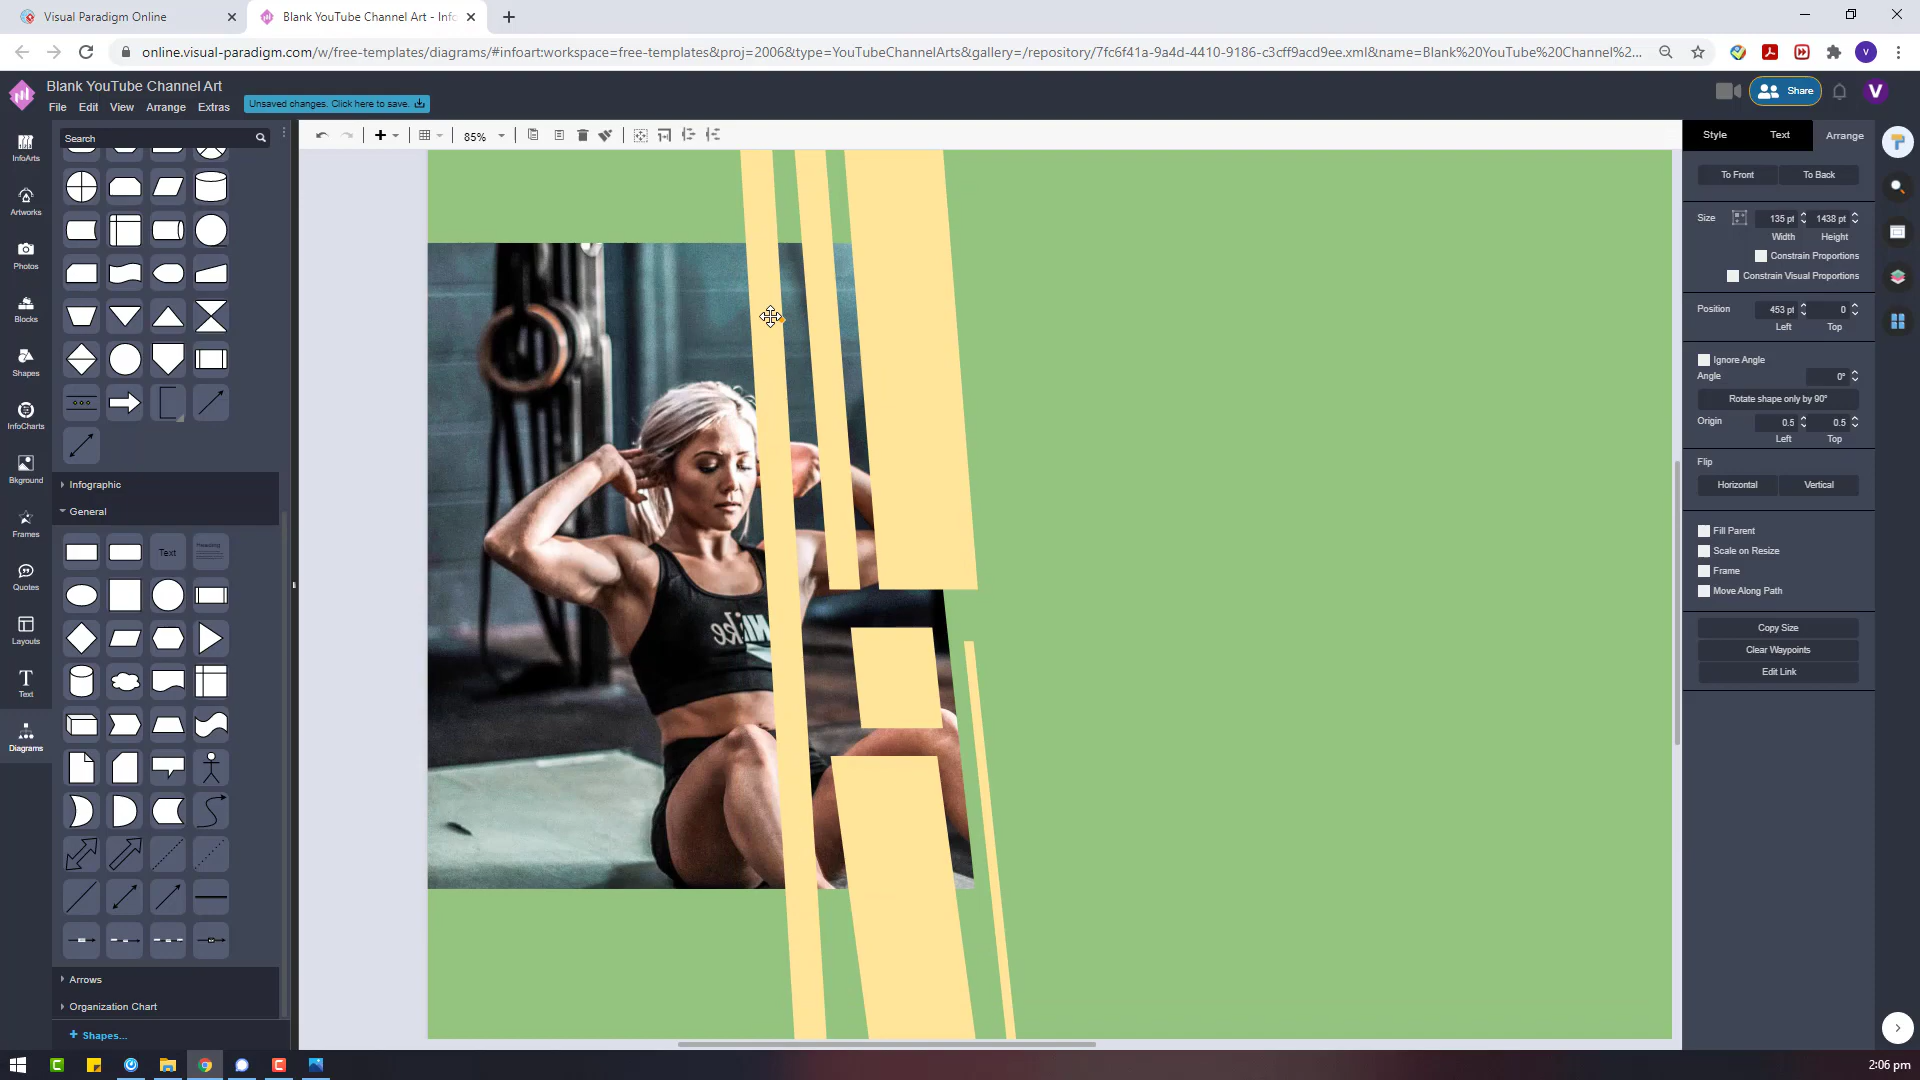 Visual Paradigm Online
Blank YouTube Channel Art - Info
online.visual-paradigm.com/w/free-templates/diagrams/#infoart:workspace=free-templates&proj=2006&type=YouTubeChannelArts&gallery=/repository/7fc6f41a-9a4d-4410-9186-c3cff9acd9ee.xml&name=Blank%20YouTube%20Channel%2...
V
Blank YouTube Channel Art
File Edit View Arrange Extras
Unsaved changes. Click here to save.
Share
V
Search
85%
Style Text Arrange
To Front To Back
Size 135 pt 1438 pt
Width Height
Constrain Proportions
Constrain Visual Proportions
Position 453 pt 0
Left Top
Ignore Angle
Angle 0°
Rotate shape only by 90°
Origin 0.5 0.5
Left Top
Flip
Horizontal Vertical
Fill Parent
Scale on Resize
Frame
Move Along Path
Copy Size
Clear Waypoints
Edit Link
InfoArts
Artworks
Photos
Blocks
Shapes
InfoCharts
Bkground
Frames
Quotes
Layouts
Text
Diagrams
Infographic
General
Text
Heading
Arrows
Organization Chart
+ Shapes...
Nike
2:06 pm